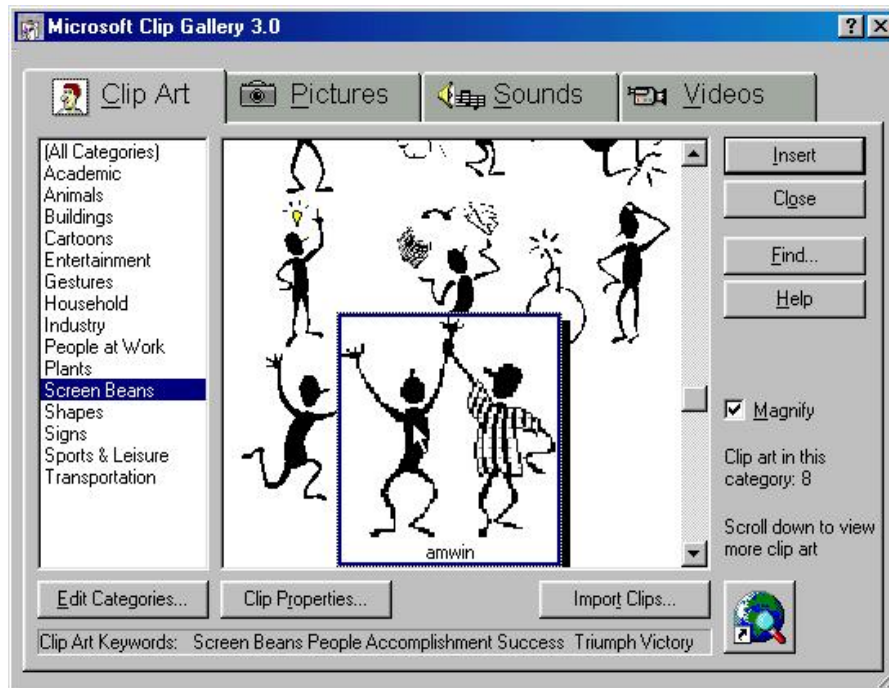 Microsoft Clip Gallery 3.0
Clip Art
Pictures
Sounds
Videos
(All Categories)
Academic
Animals
Buildings
Cartoons
Entertainment
Gestures
Household
Industry
People at Work
Plants
Screen Beans
Shapes
Signs
Sports & Leisure
Transportation
amwin
Insert
Close
Find...
Help
Magnify
Clip art in this
category: 8
Scroll down to view
more clip art
Edit Categories...
Clip Properties...
Import Clips...
Clip Art Keywords: Screen Beans People Accomplishment Success Triumph Victory